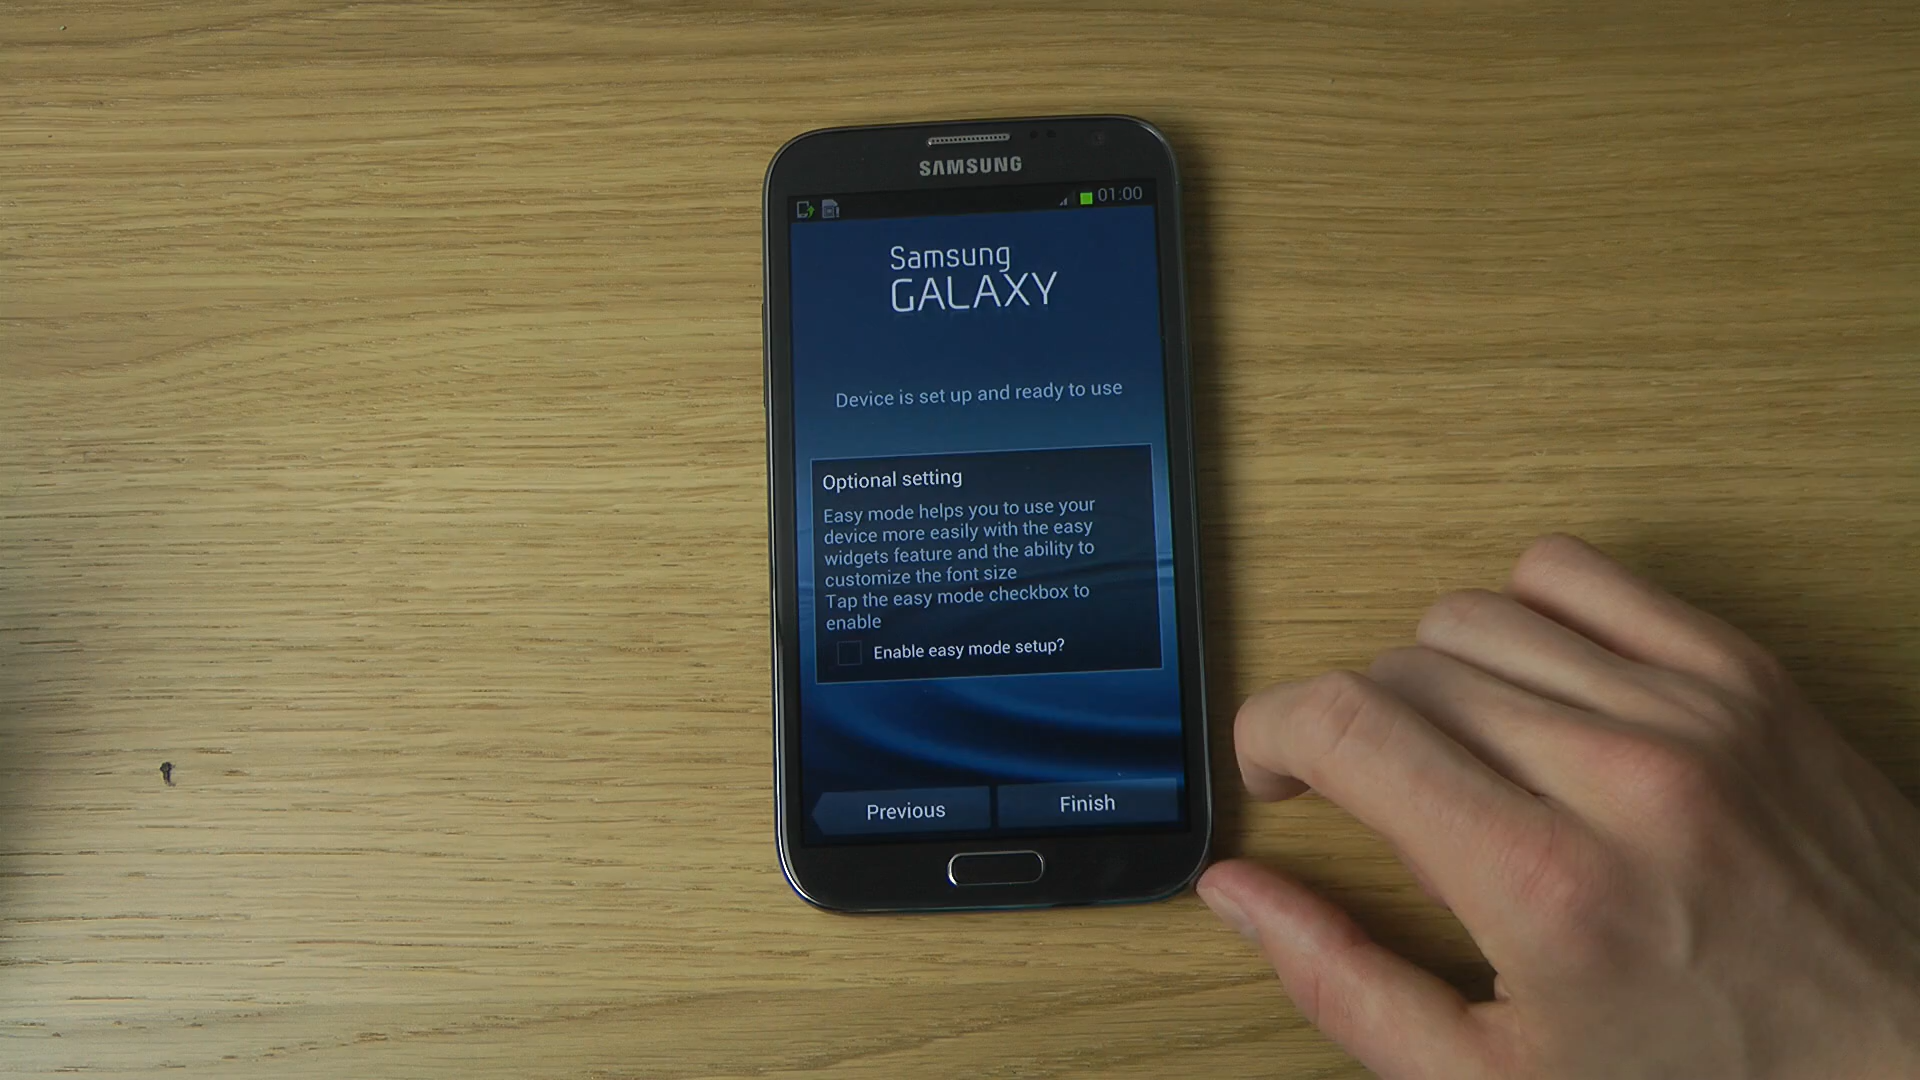 SAMSUNG
01:00
Samsung
GALAXY
Device is set up and ready to use
Optional setting
Easy mode helps you to use your
device more easily with the easy
widgets feature and the ability to
customize the font size
Tap the easy mode checkbox to
enable
Enable easy mode setup?
Previous
Finish